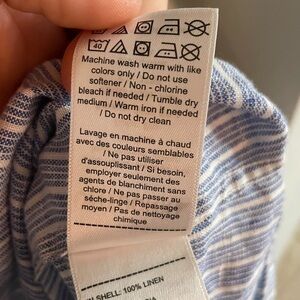 40
Machine wash warm with like
colors only / Do not use
softener / Non - chlorine
bleach if needed / Tumble dry
medium / Warm iron if needed
/ Do not dry clean
Lavage en machine à chaud
avec des couleurs semblables
/ Ne pas utiliser
d'assouplissant / Si besoin,
employer seulement des
agents de blanchiment sans
chlore / Ne pas passer au
sèche-linge / Repassage
moyen / Pas de nettoyage
chimique
SHELL: 100% LINEN